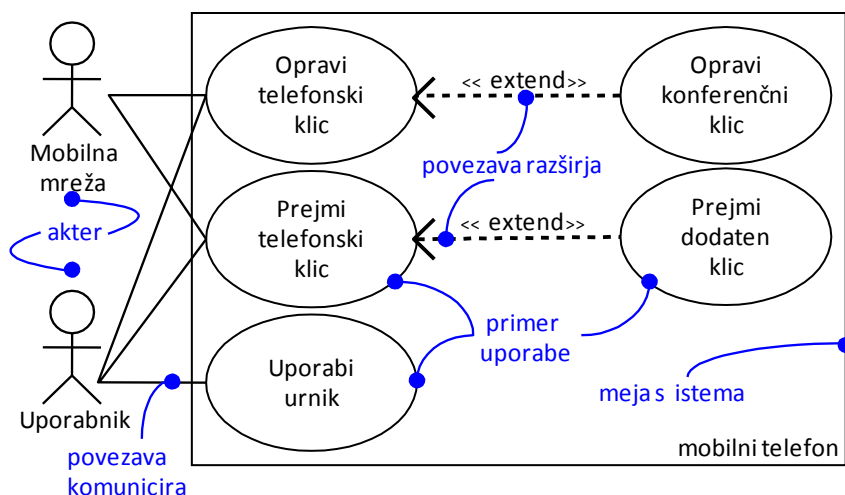 Opravi
telefonski
klic
<< extend>>
Opravi
konferenčni
klic
Mobilna
mreža
povezava razširja
akter
Prejmi
telefonski
klic
<< extend>>
Prejmi
dodaten
klic
primer
uporabe
Uporabi
urnik
meja s istema
Uporabnik
mobilni telefon
povezava
komunicira